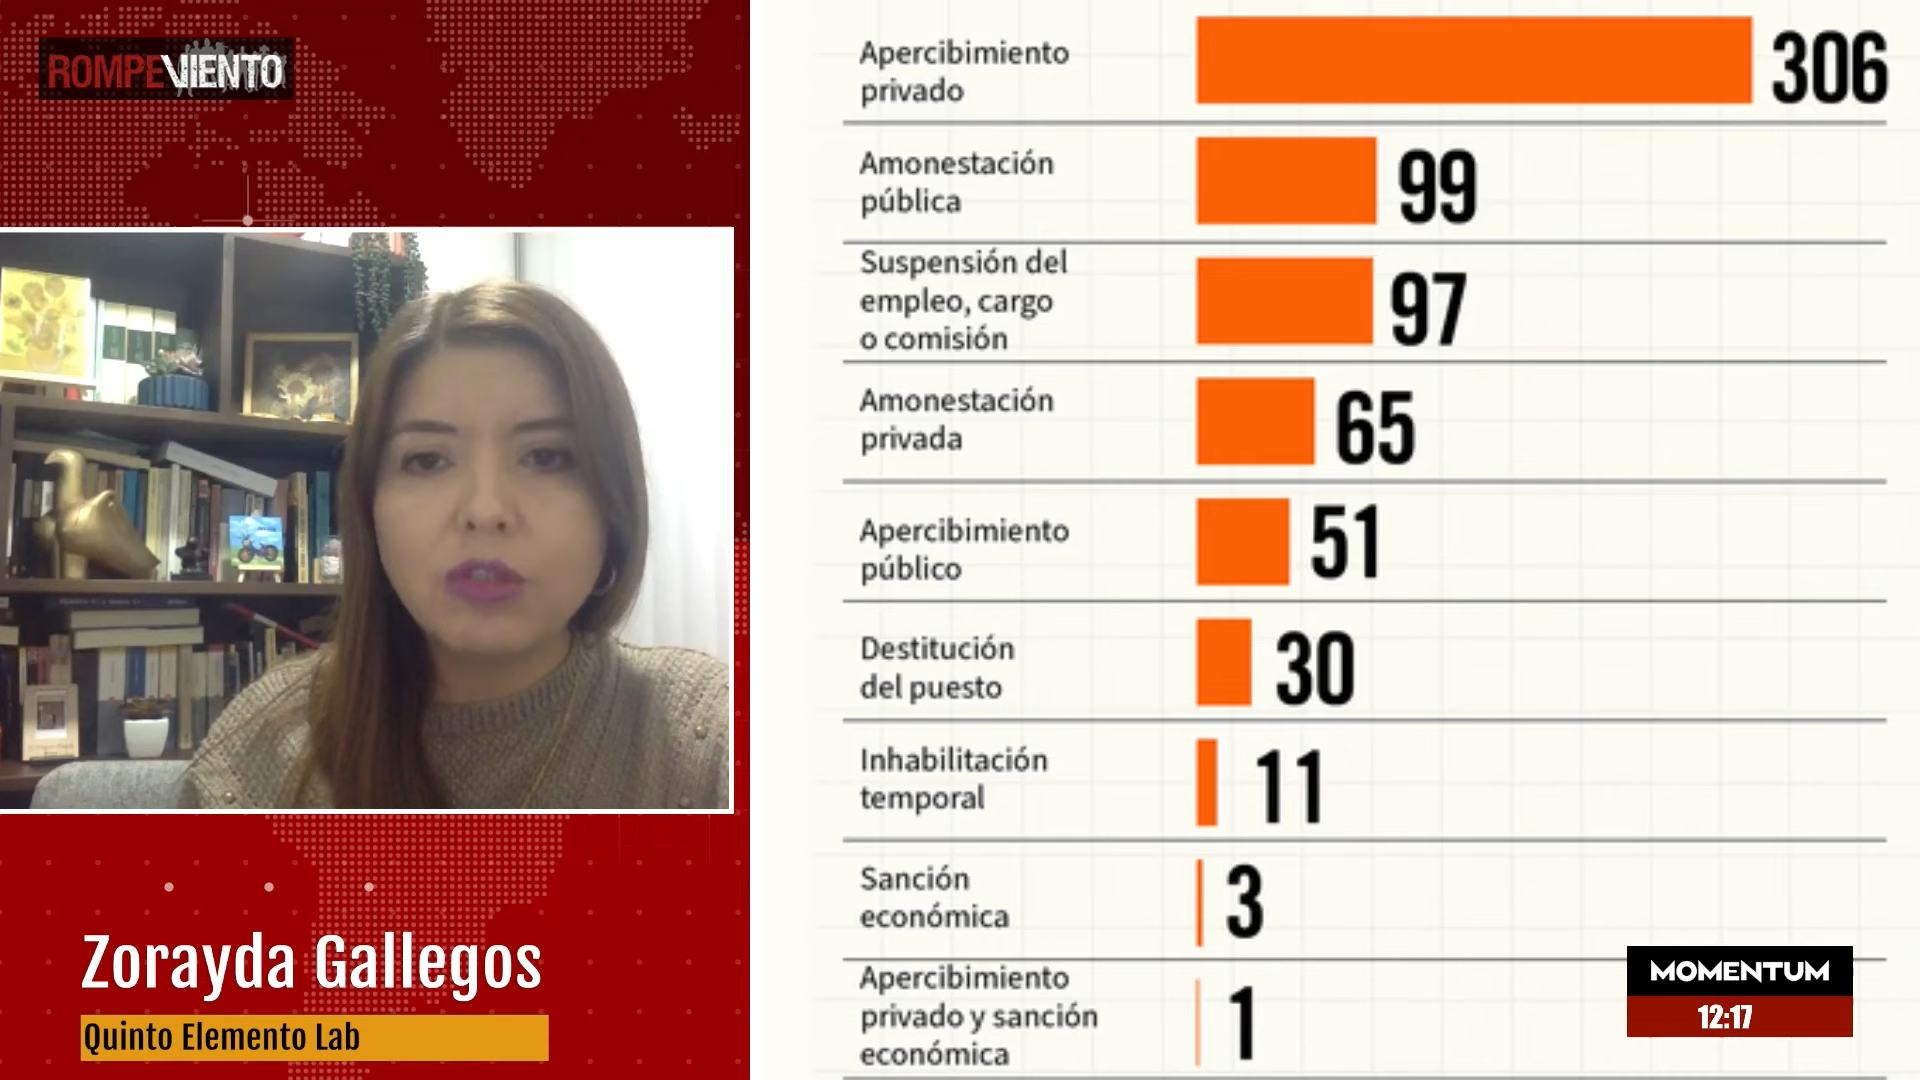 ROMPEVIENTO
Zorayda Gallegos
Quinto Elemento Lab
Apercibimiento
privado
306
Amonestación
pública
99
Suspensión del
empleo, cargo
o comisión
97
Amonestación
privada
65
Apercibimiento
público
51
Destitución
del puesto
30
Inhabilitación
temporal
11
Sanción
económica
3
Apercibimiento
privado y sanción
económica
1
MOMENTUM
12:17